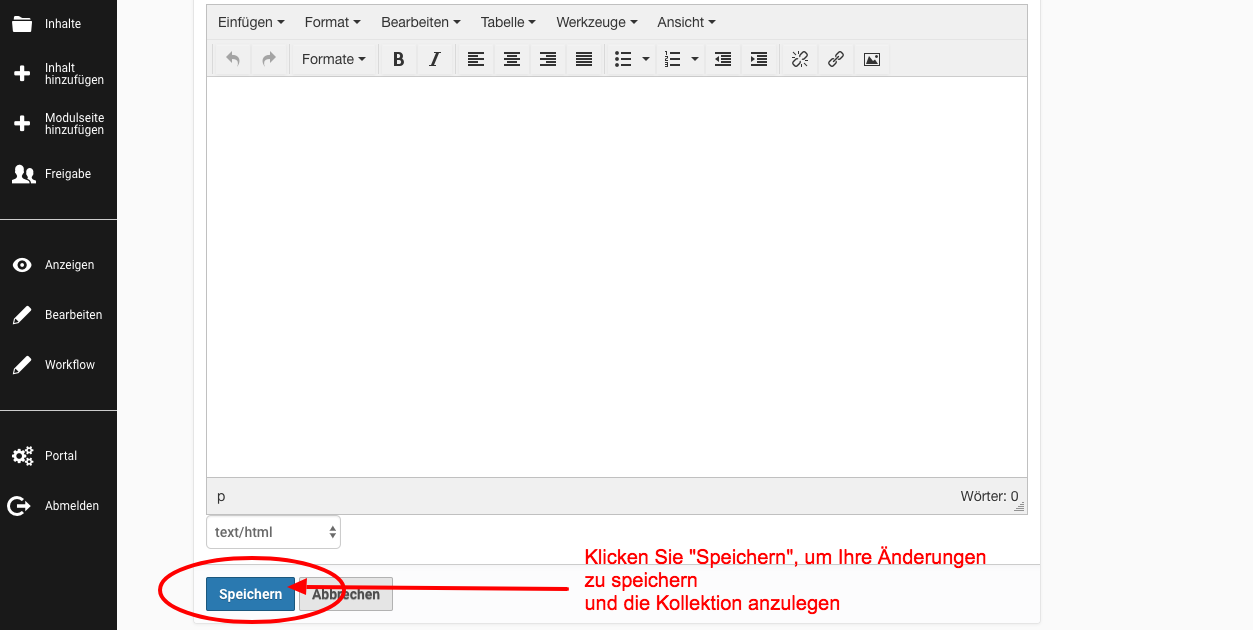 Inhalte
Inhalt
hinzufügen
Modulseite
hinzufügen
Freigabe
Anzeigen
Bearbeiten
Workflow
Portal
Abmelden
Einfügen Format Bearbeiten Tabelle Werkzeuge Ansicht
Formate B I
p Wörter: 0
text/html
Speichern Abbrechen
Klicken Sie "Speichern", um Ihre Änderungen
zu speichern
und die Kollektion anzulegen